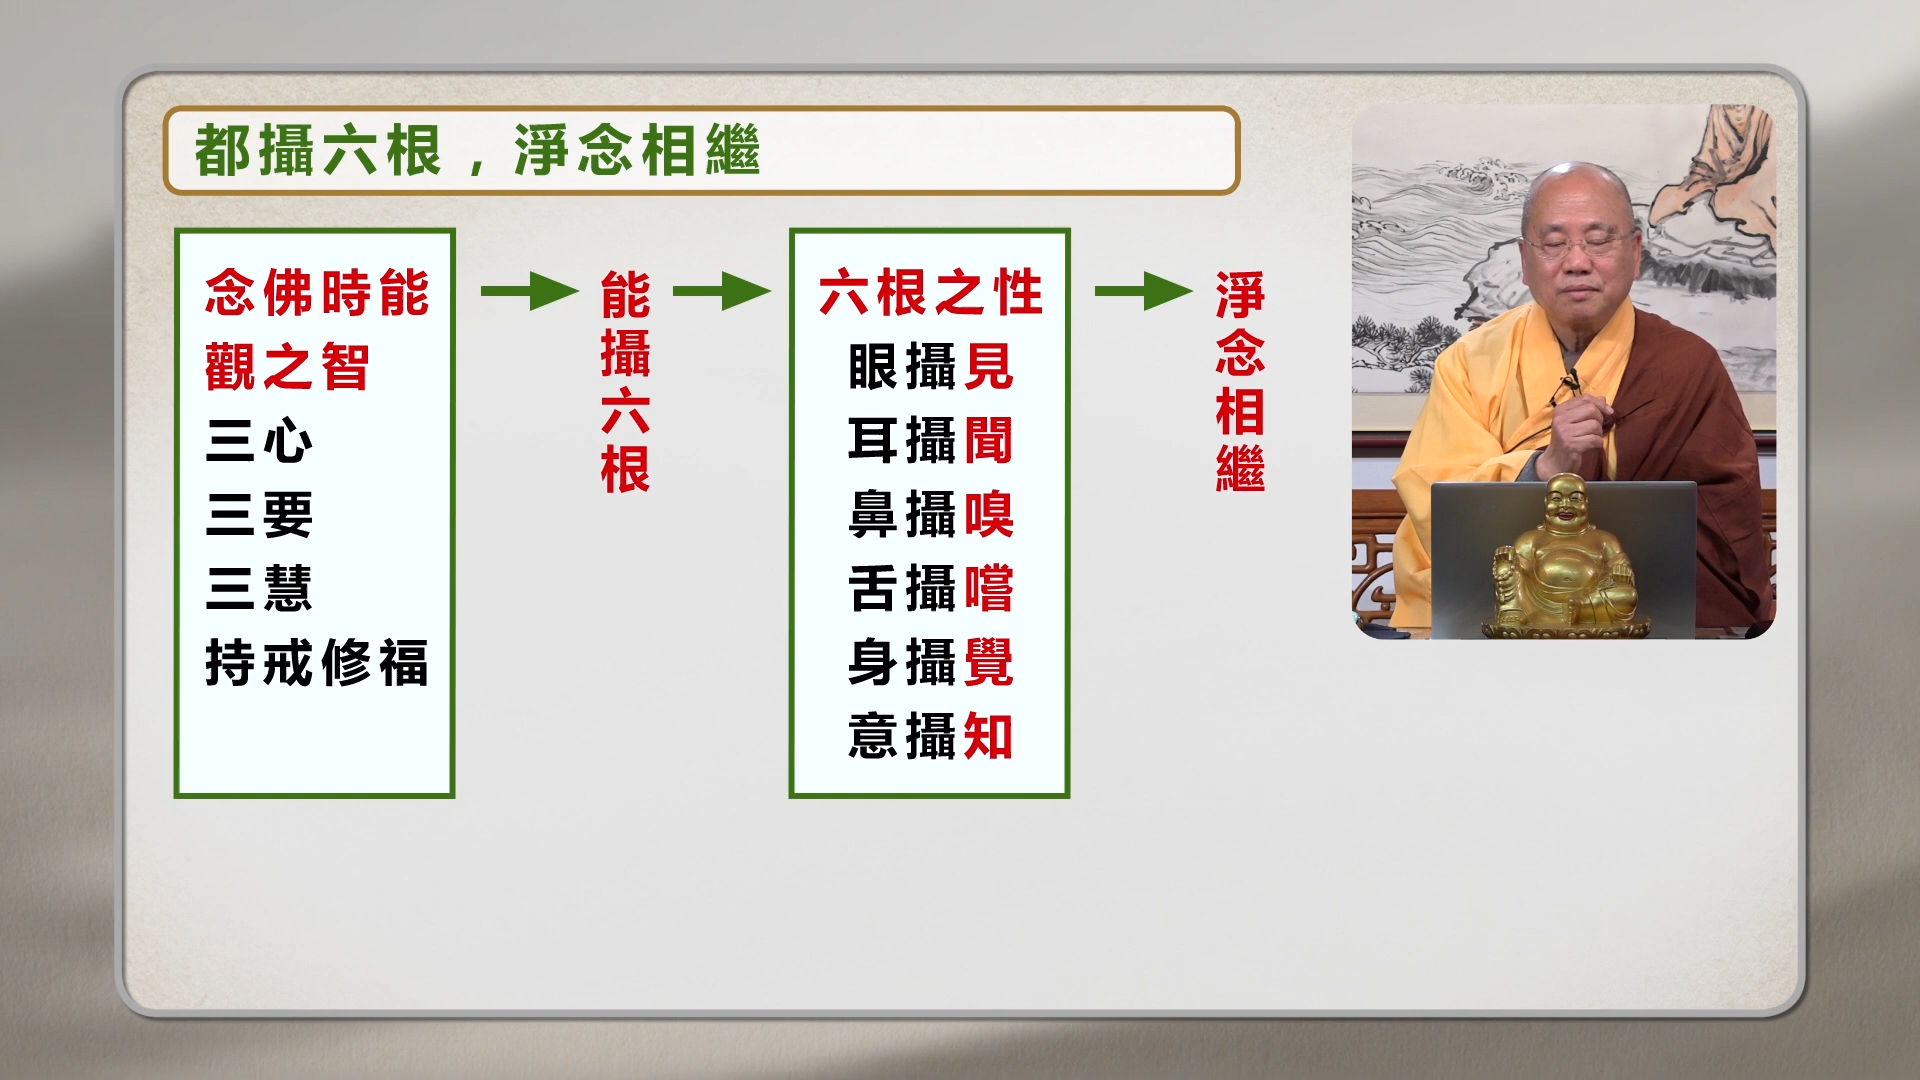 都攝六根，淨念相繼
念佛時能
觀之智
三心
三要
三慧
持戒修福
能攝六根
六根之性
眼攝見
耳攝聞
鼻攝嗅
舌攝嚐
身攝覺
意攝知
淨念相繼